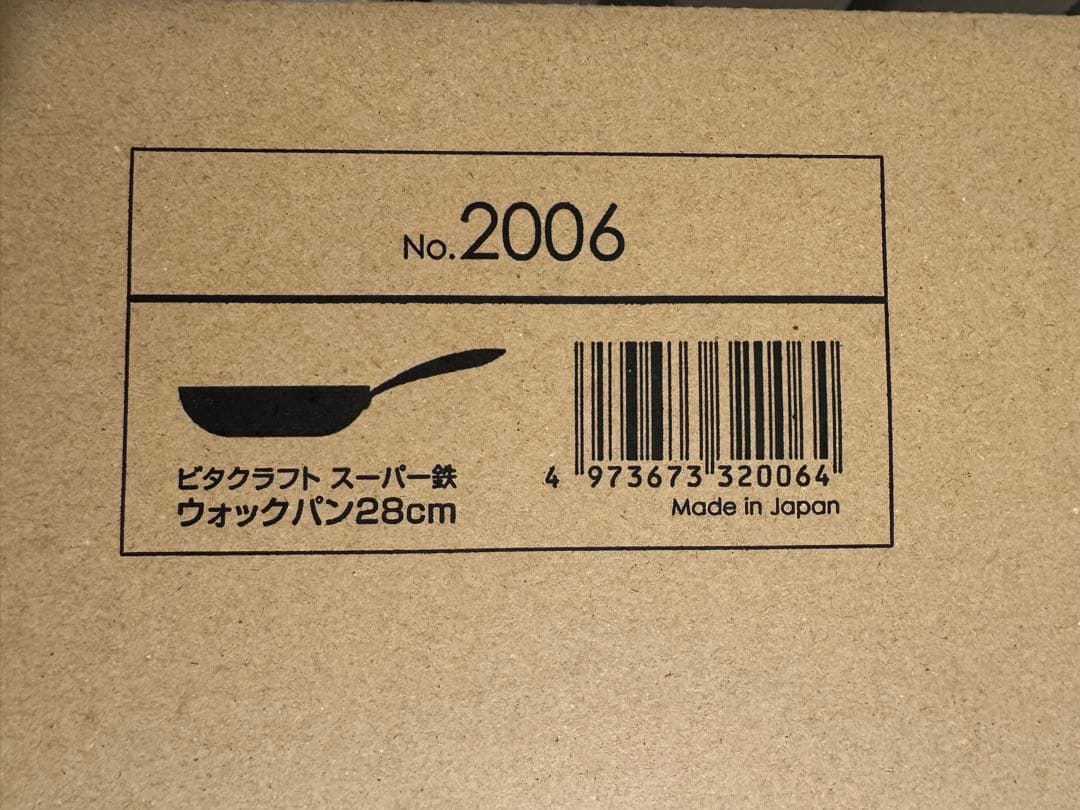 No.2006
ビタクラフト スーパー鉄
ウォックパン28cm
4 973673 320064
Made in Japan